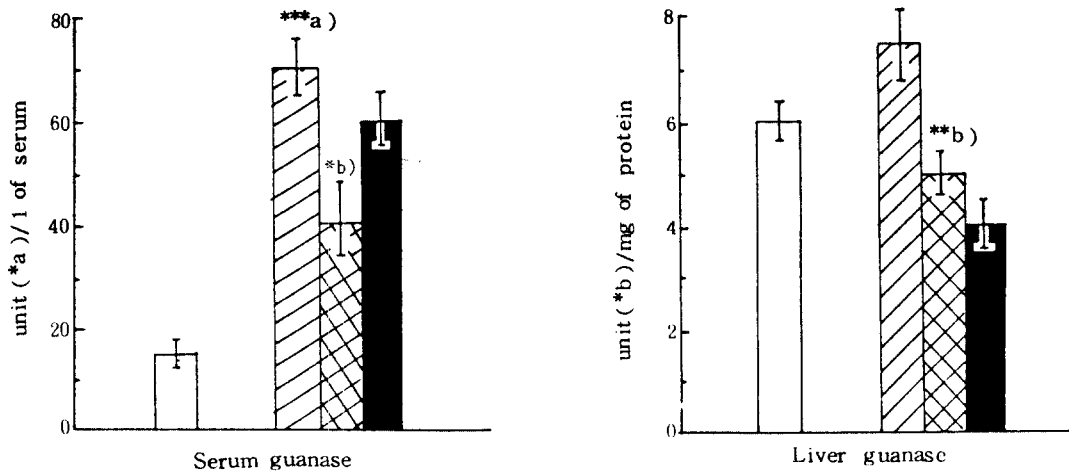 unit(*a)/l of serum
80
60
40
20
0
***a)
*b)
Serum guanase
unit(*b)/mg of protein
8
6
4
2
0
**b)
Liver guanasc